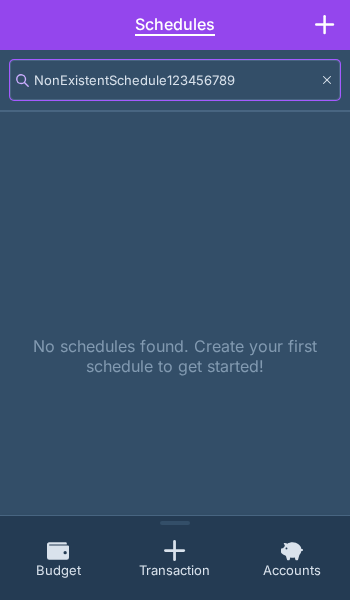 Schedules
NonExistentSchedule123456789
No schedules found. Create your first
schedule to get started!
Budget
Transaction
Accounts